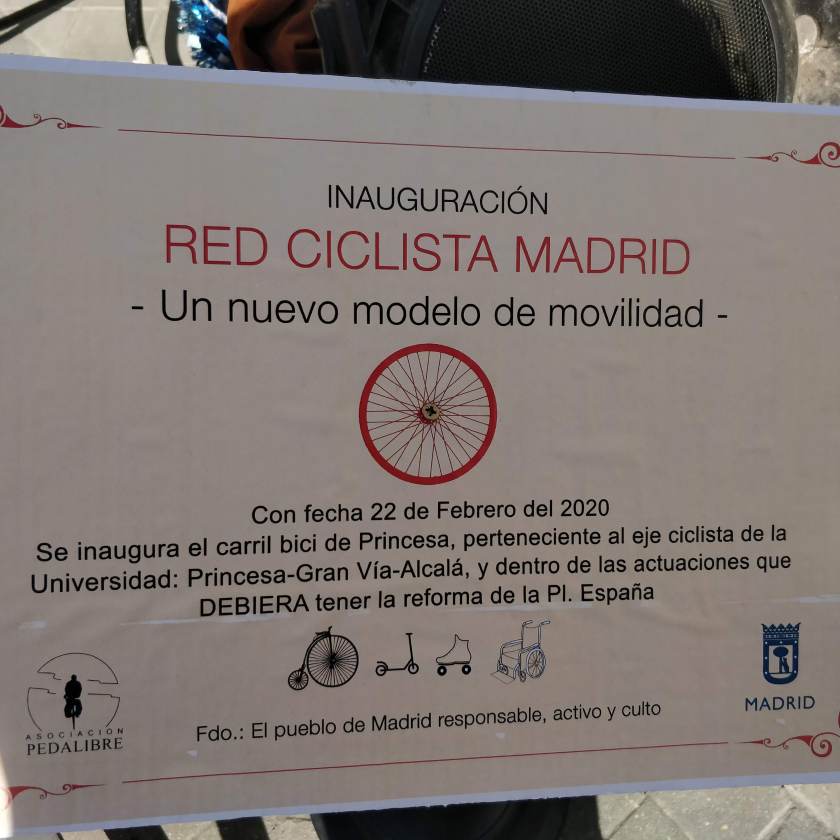 INAUGURACIÓN
RED CICLISTA MADRID
- Un nuevo modelo de movilidad -
Con fecha 22 de Febrero del 2020
Se inaugura el carril bici de Princesa, perteneciente al eje ciclista de la
Universidad: Princesa-Gran Vía-Alcalá, y dentro de las actuaciones que
DEBIERA tener la reforma de la Pl. España
ASOCIACION
PEDALIBRE
Fdo.: El pueblo de Madrid responsable, activo y culto
MADRID